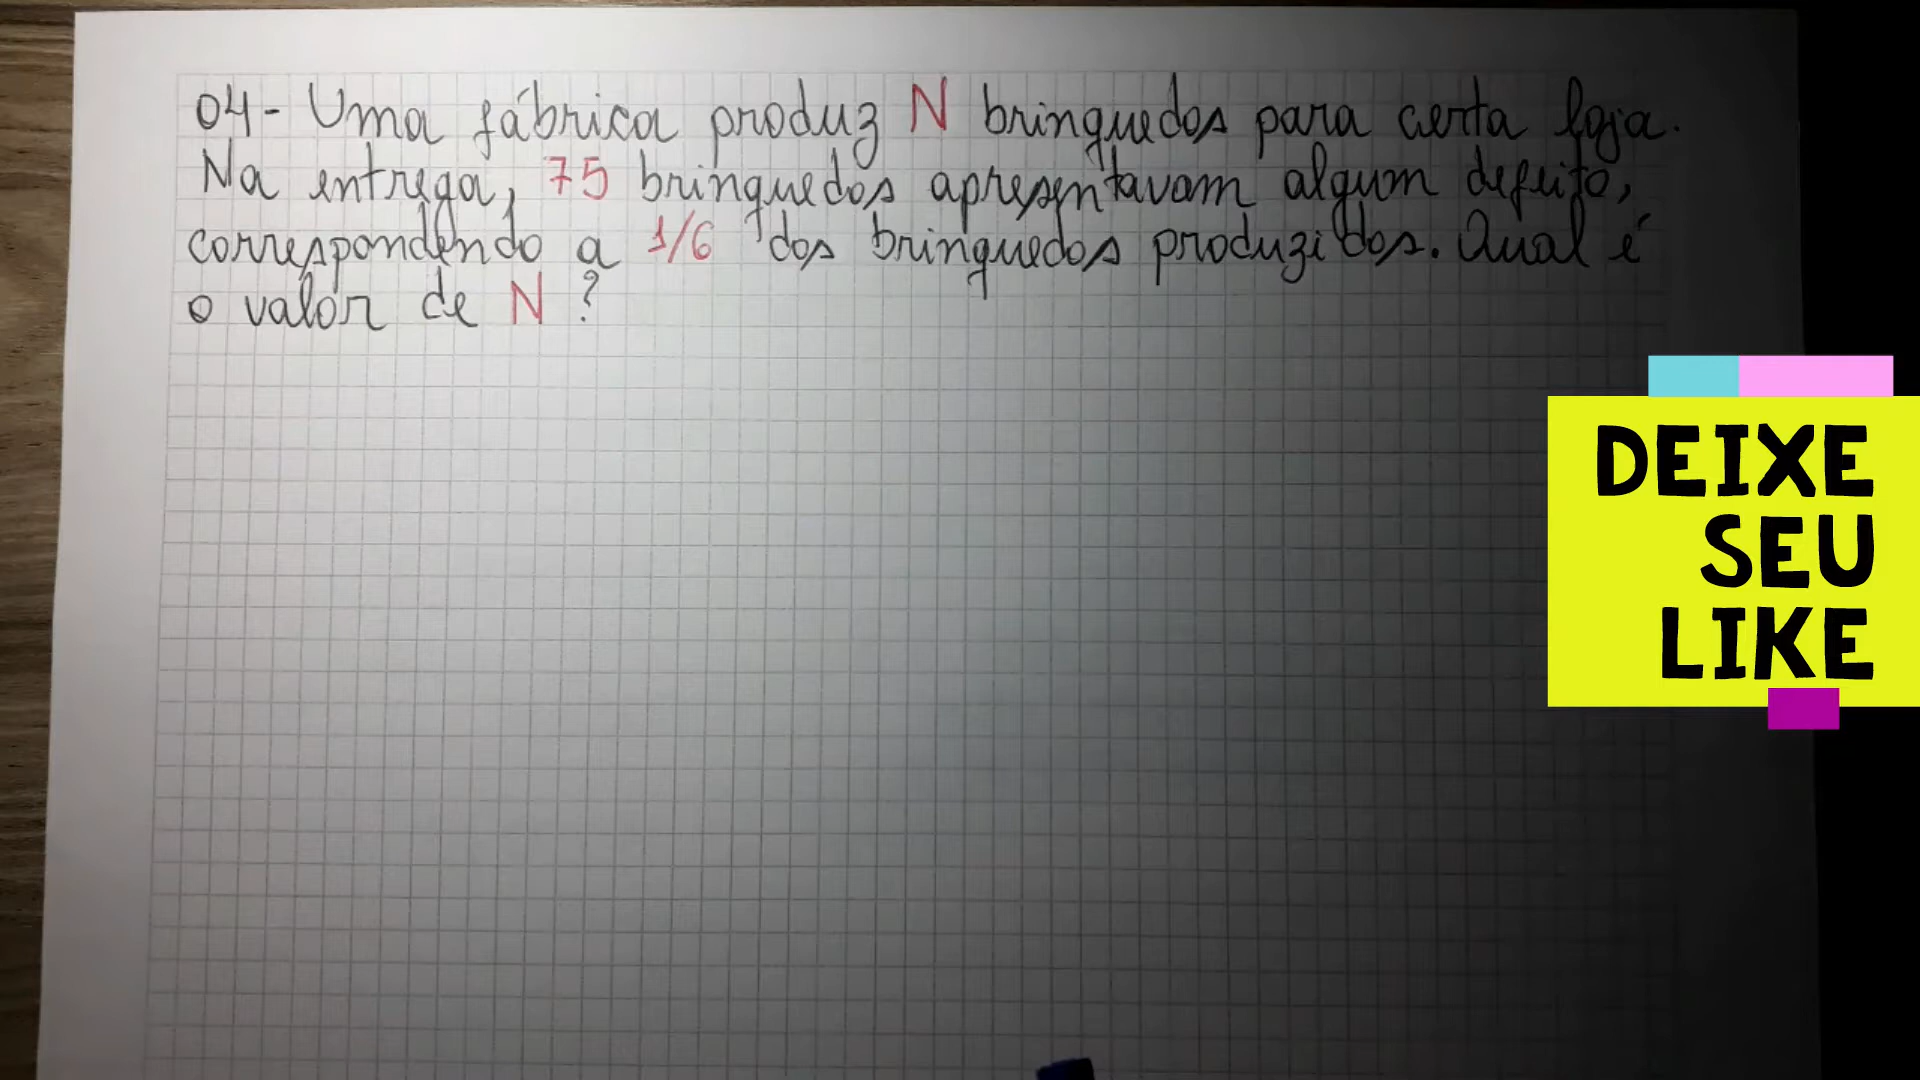 04- Uma fábrica produz N brinquedos para certa loja.
Na entrega, 75 brinquedos apresentavam algum defeito,
correspondendo a 1/6 dos brinquedos produzidos. Qual é
o valor de N ?
DEIXE
SEU
LIKE